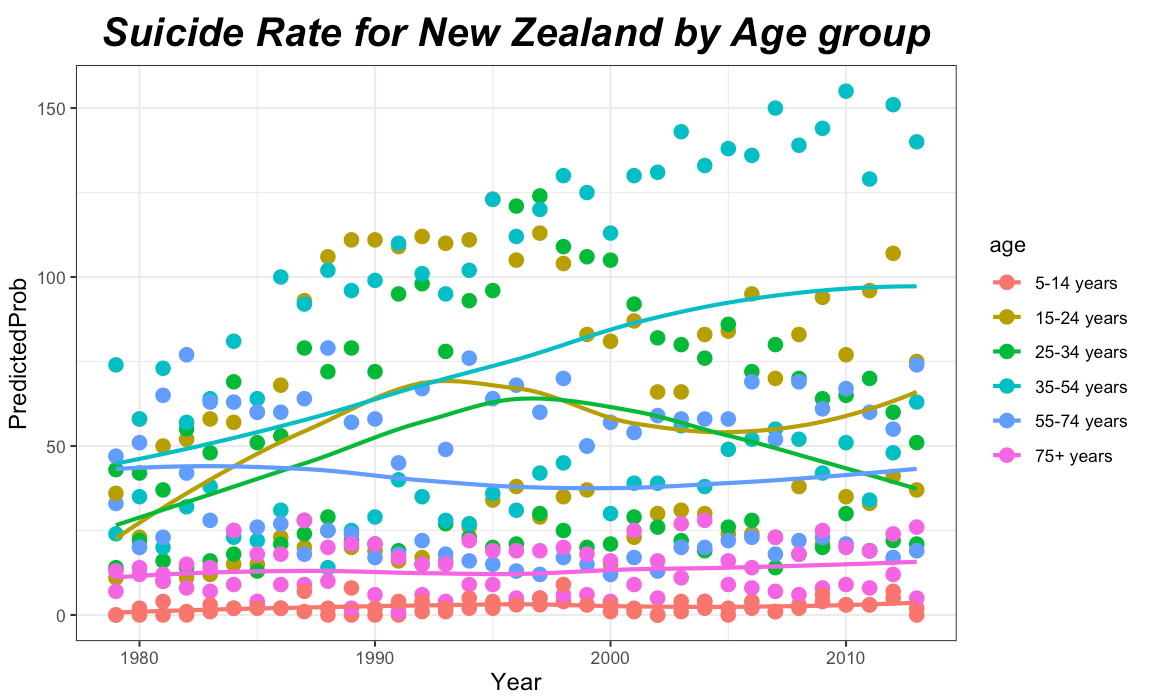 Suicide Rate for New Zealand by Age group
PredictedProb
150
100
50
0
1980
1990
2000
2010
Year
age
5-14 years
15-24 years
25-34 years
35-54 years
55-74 years
75+ years